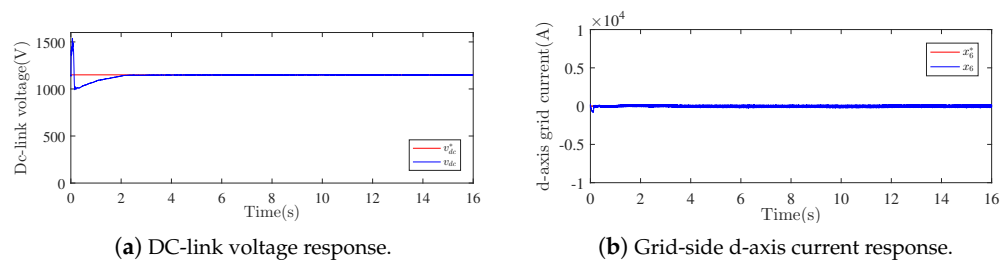 1500
1000
500
0
Dc-link voltage(V)
v*dc
vdc
0 2 4 6 8 10 12 14 16
Time(s)
(a) DC-link voltage response.
×10^4
1
0.5
0
-0.5
-1
d-axis grid current(A)
x*6
x6
0 2 4 6 8 10 12 14 16
Time(s)
(b) Grid-side d-axis current response.